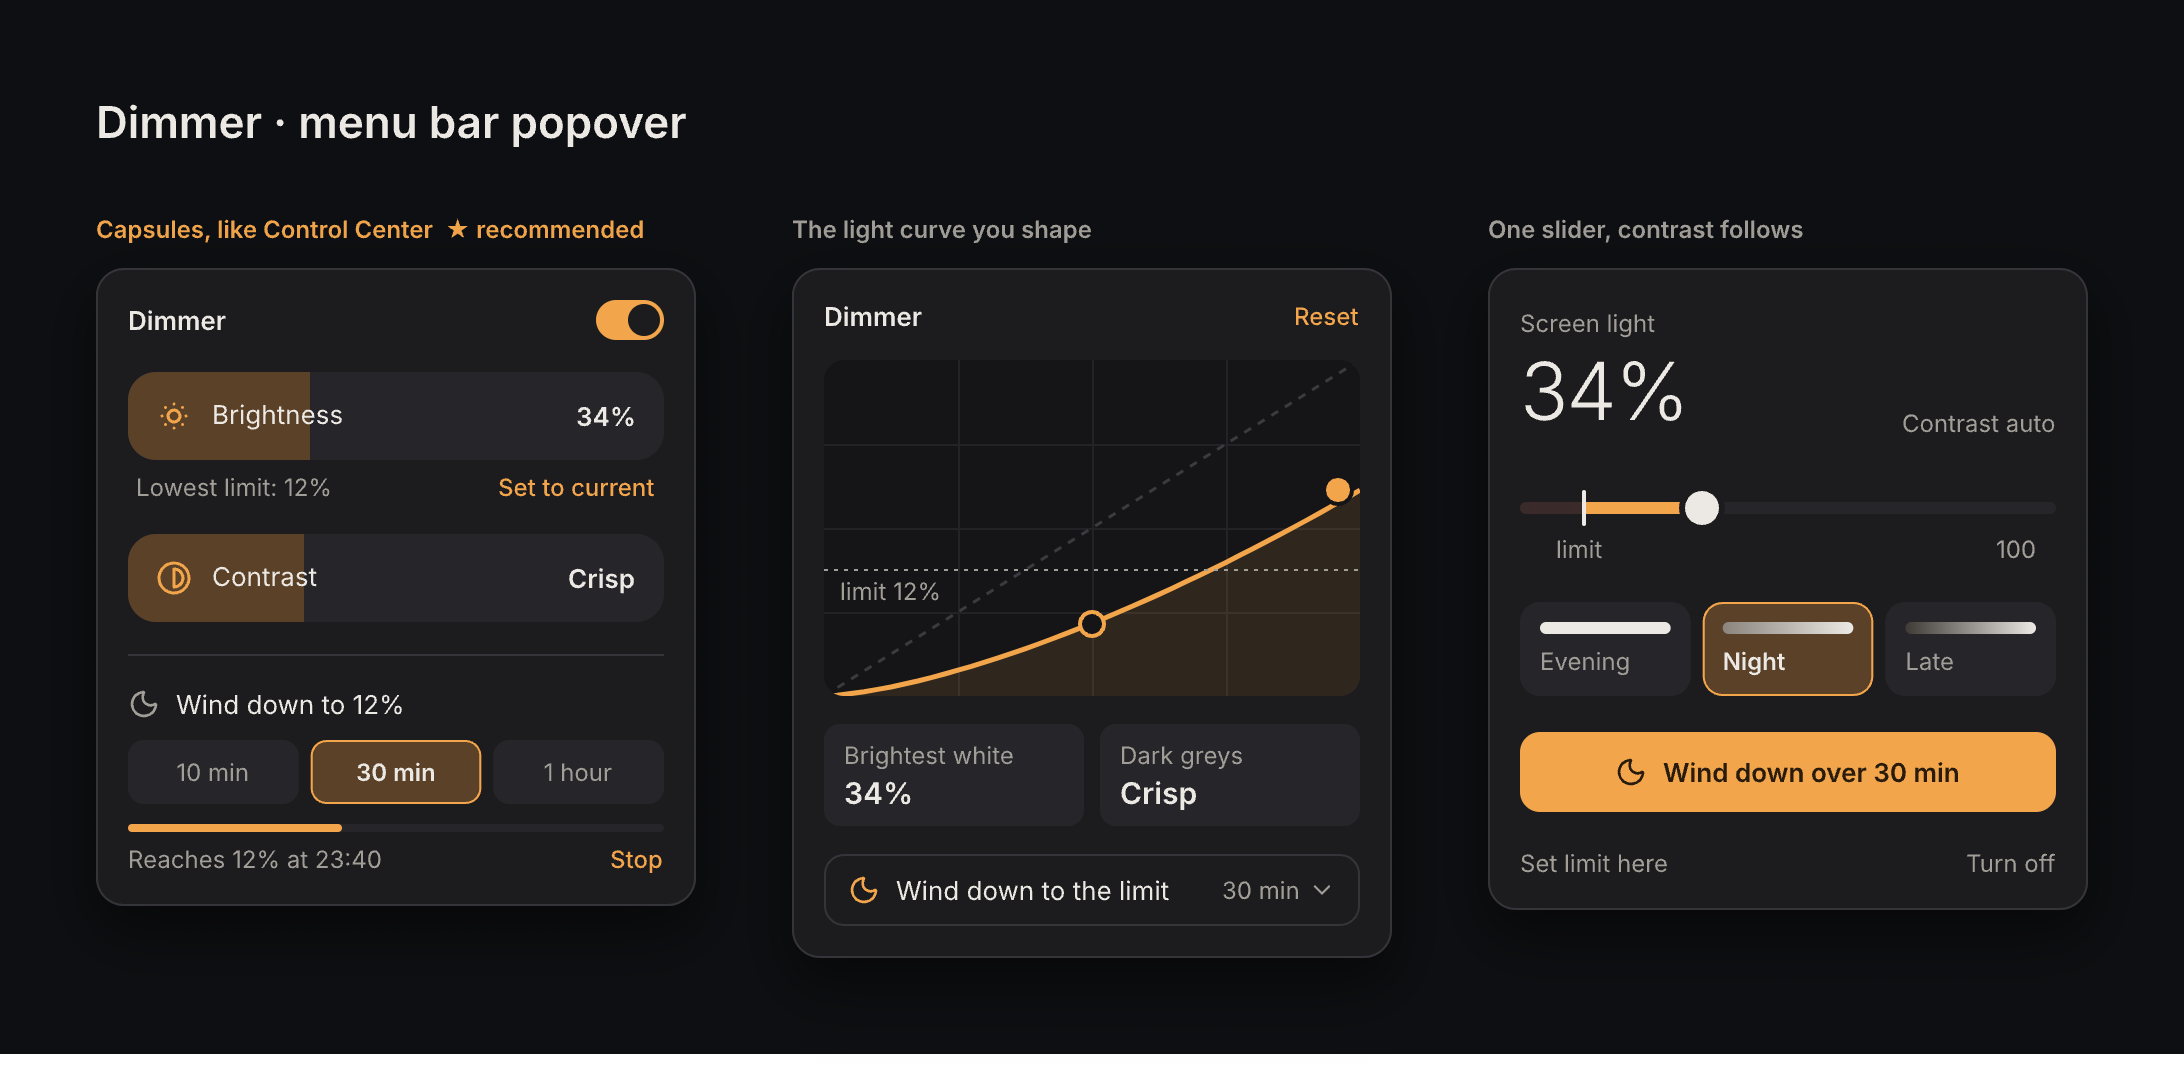 Dimmer · menu bar popover
Capsules, like Control Center ★ recommended
Dimmer
Brightness 34%
Lowest limit: 12% Set to current
Contrast Crisp
Wind down to 12%
10 min 30 min 1 hour
Reaches 12% at 23:40 Stop
The light curve you shape
Dimmer Reset
limit 12%
Brightest white Dark greys
34% Crisp
Wind down to the limit 30 min
One slider, contrast follows
Screen light
34% Contrast auto
limit 100
Evening Night Late
Wind down over 30 min
Set limit here Turn off